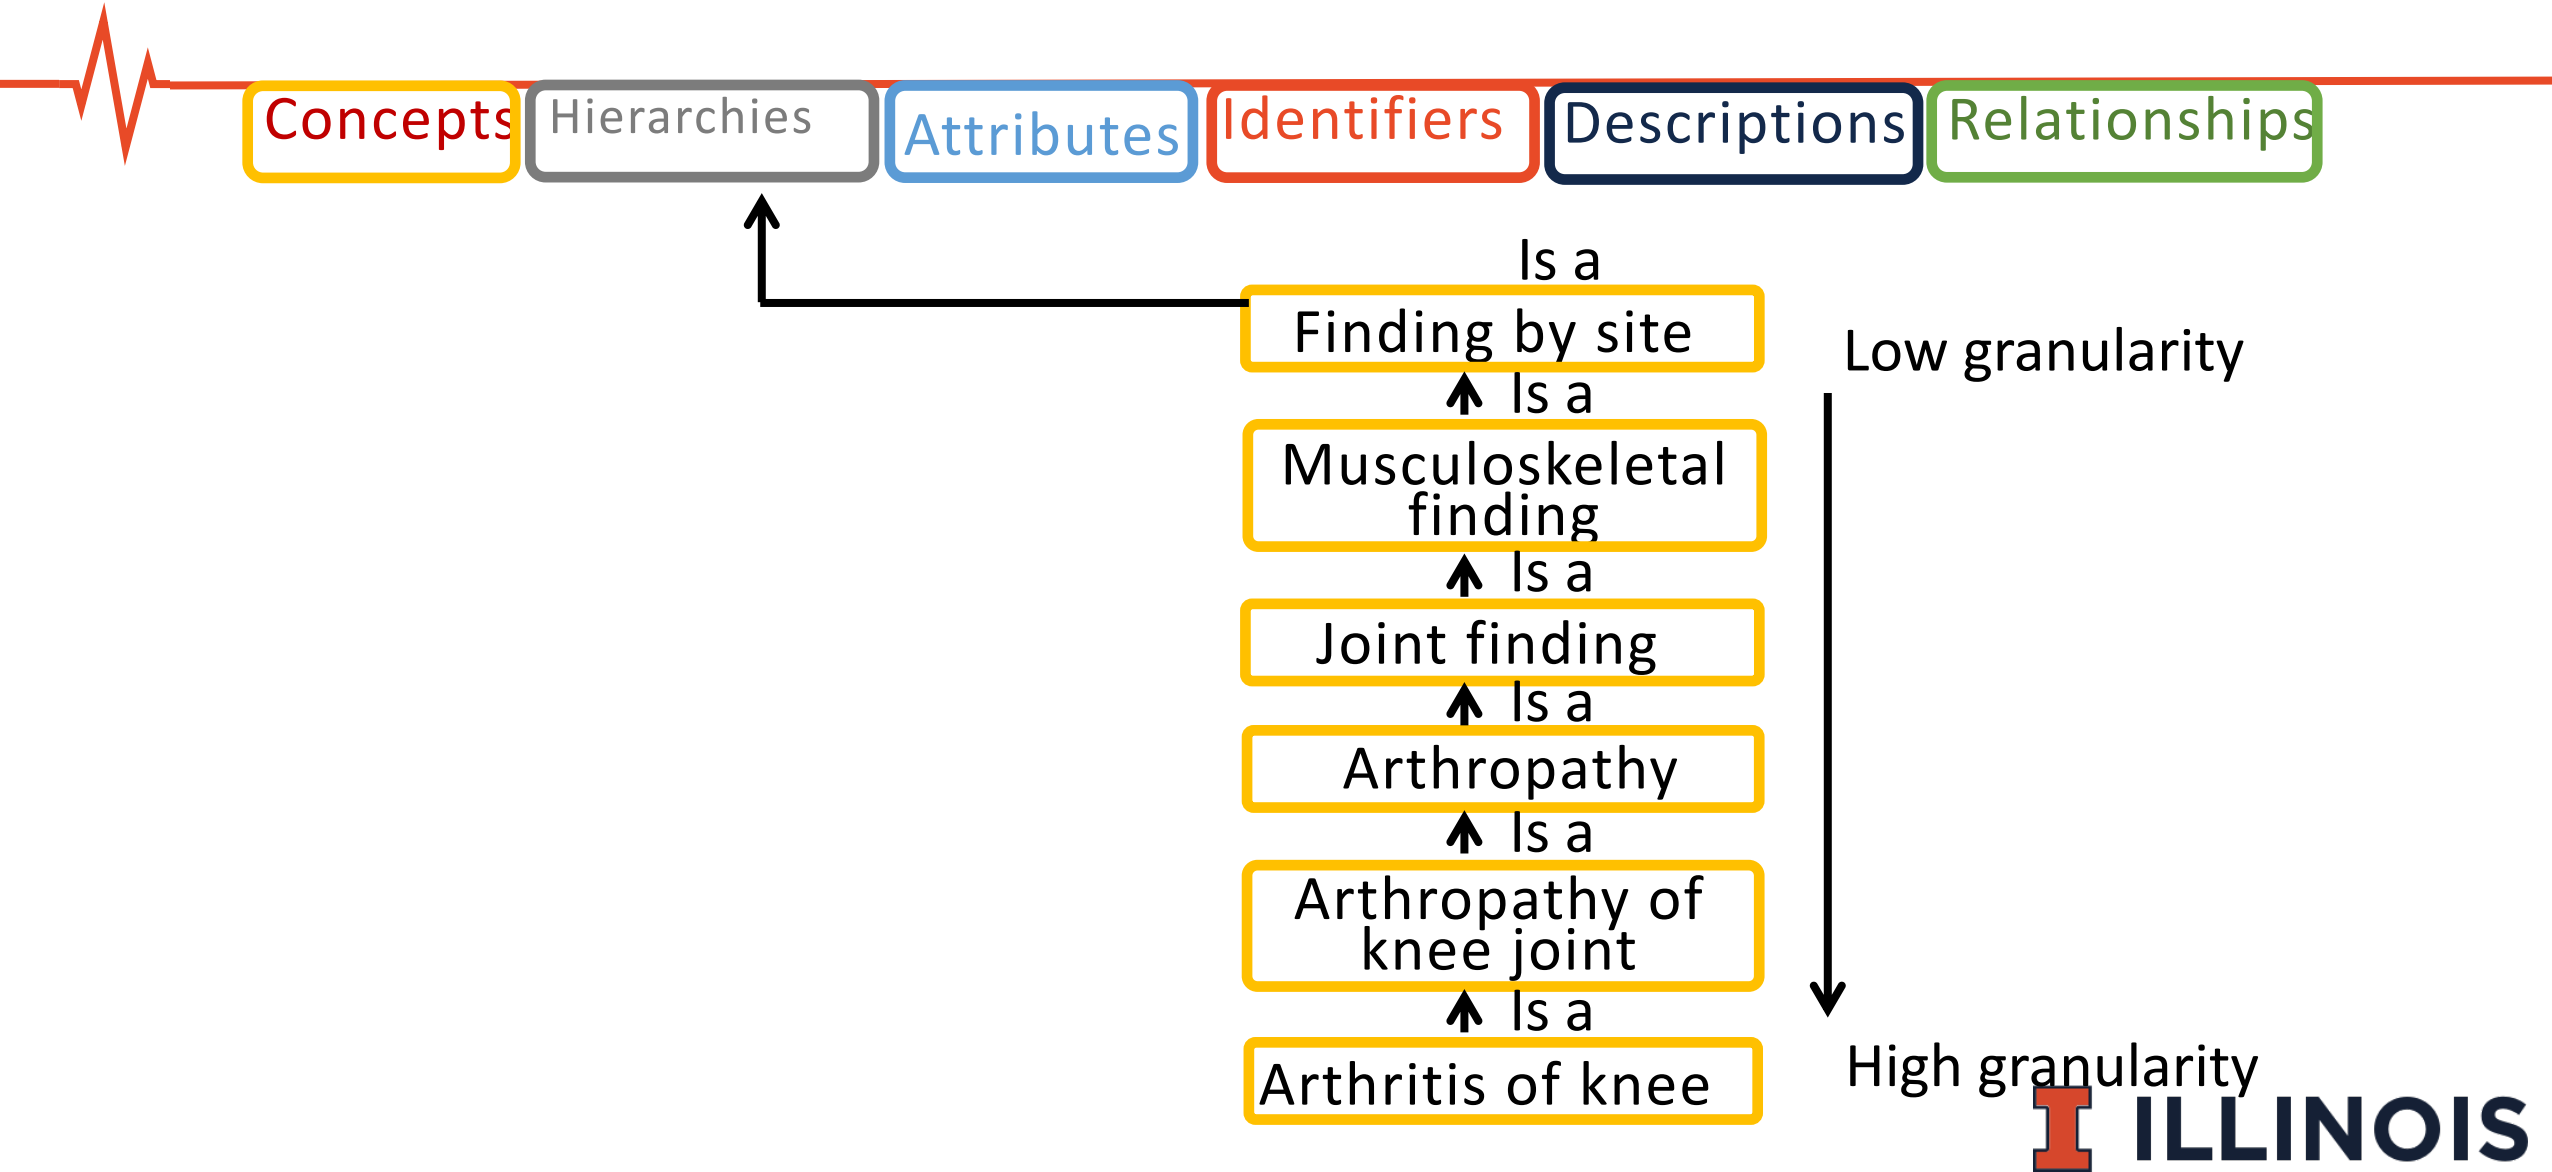 Concepts
Hierarchies
Attributes
Identifiers
Descriptions
Relationships
Is a
Finding by site
Low granularity
Is a
Musculoskeletal
finding
Is a
Joint finding
Is a
Arthropathy
Is a
Arthropathy of
knee joint
Is a
Arthritis of knee
High granularity
I ILLINOIS